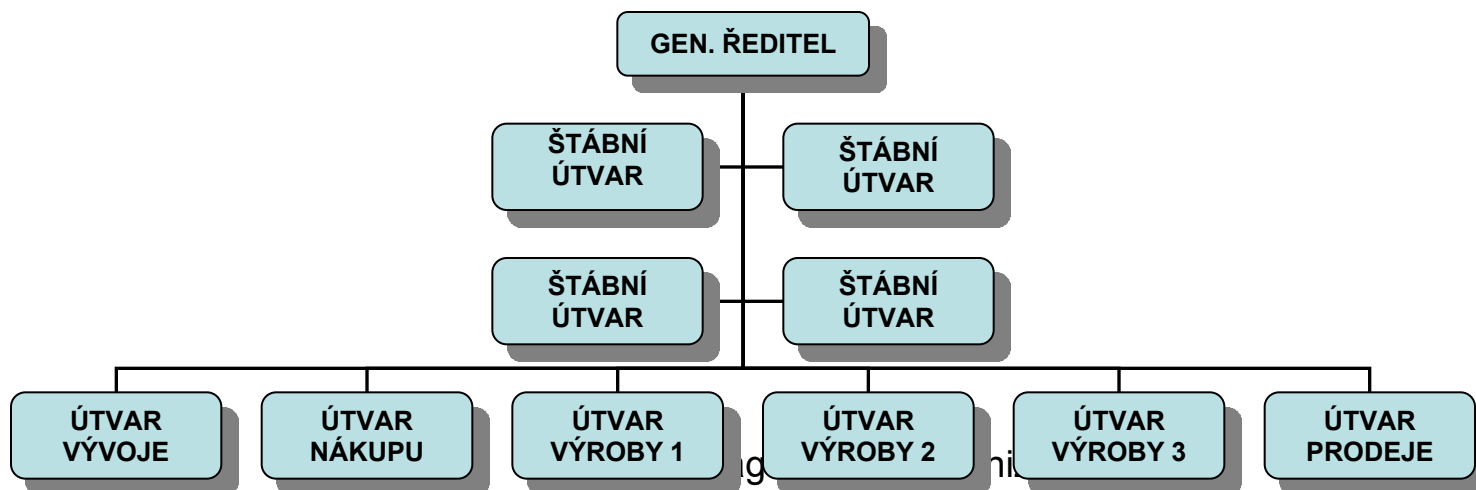 GEN. ŘEDITEL
ŠTÁBNÍ
ÚTVAR
ŠTÁBNÍ
ÚTVAR
ŠTÁBNÍ
ÚTVAR
ŠTÁBNÍ
ÚTVAR
ÚTVAR
VÝVOJE
ÚTVAR
NÁKUPU
ÚTVAR
VÝROBY 1
ÚTVAR
VÝROBY 2
ÚTVAR
VÝROBY 3
ÚTVAR
PRODEJE